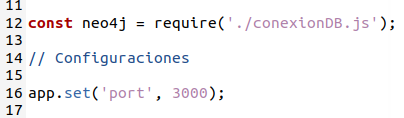 11
12 const neo4j = require('./conexionDB.js');
13
14 // Configuraciones
15
16 app.set('port', 3000);
17